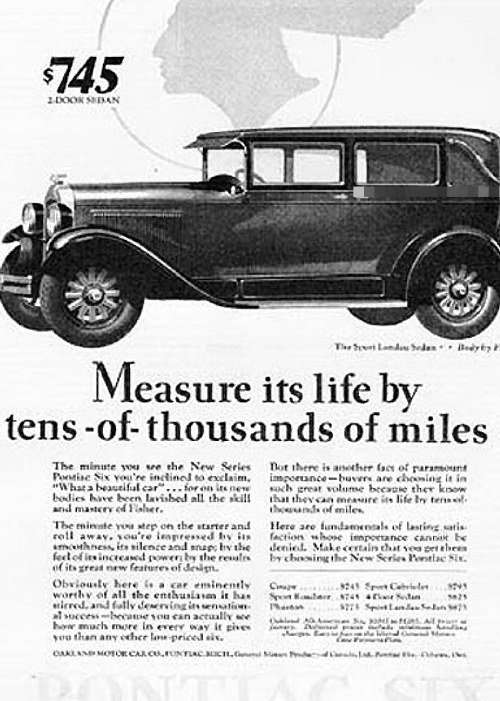 $745
2-DOOR SEDAN
The Sport Landau Sedan • • Body by
Measure its life by
tens-of-thousands of miles
The minute you see the New Series
Pontiac Six you're inclined to exclaim,
"What a beautiful car" . . . for on its new
bodies have been lavished all the skill
and mastery of Fisher.
The minute you step on the starter and
roll away, you're impressed by its
smoothness, its silence and snap; by the
feel of its increased power; by the results
of its great new features of design.
Obviously here is a car eminently
worthy of all the enthusiasm it has
stirred, and fully deserving its sensation-
al success—because you can actually see
how much more in every way it gives
you than any other low-priced six.
But there is another fact of paramount
importance—buyers are choosing it in
such great volume because they know
that they can measure its life by tens-of-
thousands of miles.
Here are fundamentals of lasting satis-
faction whose importance cannot be
denied. Make certain that you get them
by choosing the New Series Pontiac Six.
Coupe . . . . . . . . . $745 Sport Cabriolet . . . $795
Sport Roadster . . $745 4-Door Sedan . . . . $825
Phaeton . . . . . . . $775 Sport Landau Sedan $875
Oakland All-American Six, to All prices at
factory. Delivered prices include minimum handling
charges. Easy to pay on the liberal General Motors
Time Payment Plan.
OAKLAND MOTOR CAR CO., PONTIAC, MICH., General Motors Products of Canada, Ltd. Oshawa, Ont.
PONTIAC SIX